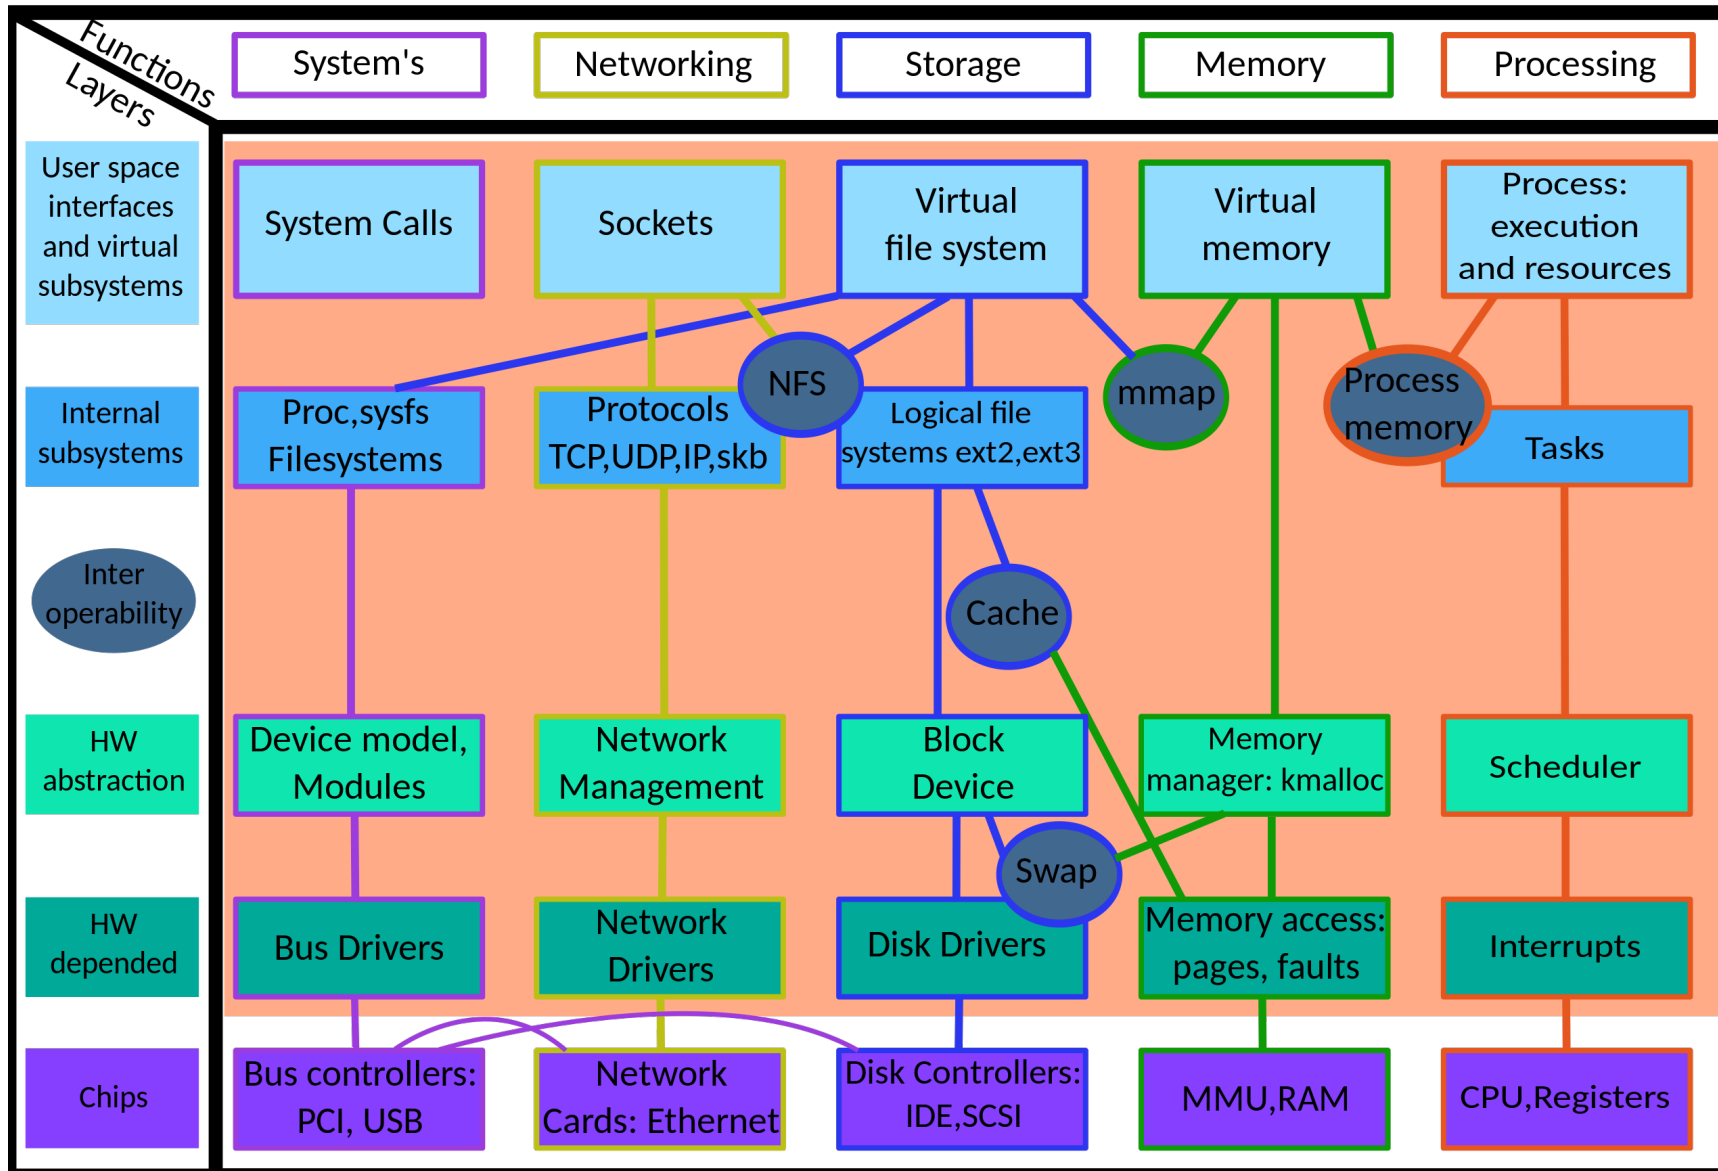 Functions
Layers
System's
Networking
Storage
Memory
Processing
User space
interfaces
and virtual
subsystems
System Calls
Sockets
Virtual
file system
Virtual
memory
Process:
execution
and resources
Internal
subsystems
Proc,sysfs
Filesystems
Protocols
TCP,UDP,IP,skb
NFS
Logical file
systems ext2,ext3
mmap
Process
memory
Tasks
Inter
operability
Cache
HW
abstraction
Device model,
Modules
Network
Management
Block
Device
Memory
manager: kmalloc
Scheduler
Swap
HW
depended
Bus Drivers
Network
Drivers
Disk Drivers
Memory access:
pages, faults
Interrupts
Chips
Bus controllers:
PCI, USB
Network
Cards: Ethernet
Disk Controllers:
IDE,SCSI
MMU,RAM
CPU,Registers